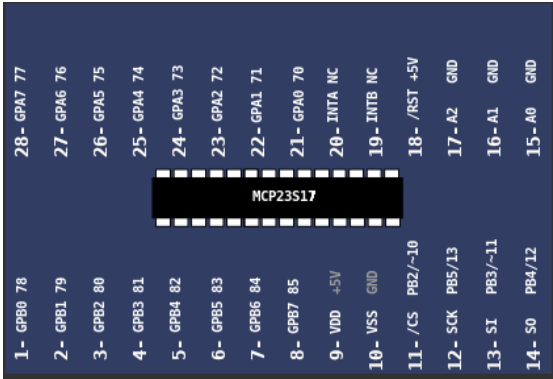 28- GPA7 77
27- GPA6 76
26- GPA5 75
25- GPA4 74
24- GPA3 73
23- GPA2 72
22- GPA1 71
21- GPA0 70
20- INTA NC
19- INTB NC
18- /RST +5V
17- A2 GND
16- A1 GND
15- A0 GND
MCP23S17
1- GPB0 78
2- GPB1 79
3- GPB2 80
4- GPB3 81
5- GPB4 82
6- GPB5 83
7- GPB6 84
8- GPB7 85
9- VDD +5V
10- VSS GND
11- /CS PB2/~10
12- SCK PB5/13
13- SI PB3/~11
14- SO PB4/12